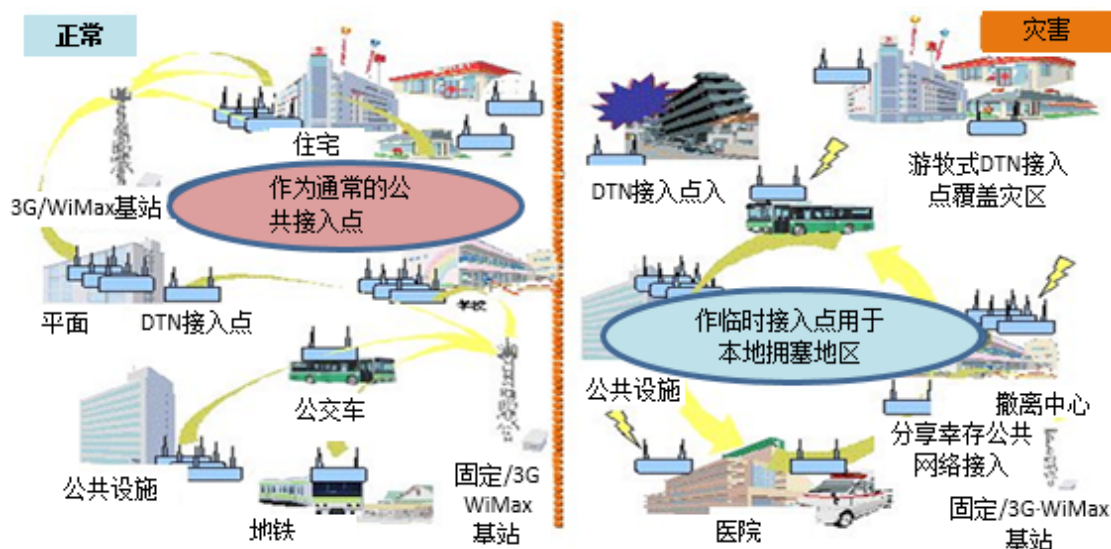 正常
住宅
3G/WiMax基站
作为通常的公
共接入点
平面
DTN接入点
学校
公交车
公共设施
地铁
固定/3G
WiMax
基站
灾害
DTN接入点入
游牧式DTN接入
点覆盖灾区
作临时接入点用于
本地拥塞地区
公共设施
撤离中心
分享幸存公共
网络接入
医院
固定/3G-WiMax
基站